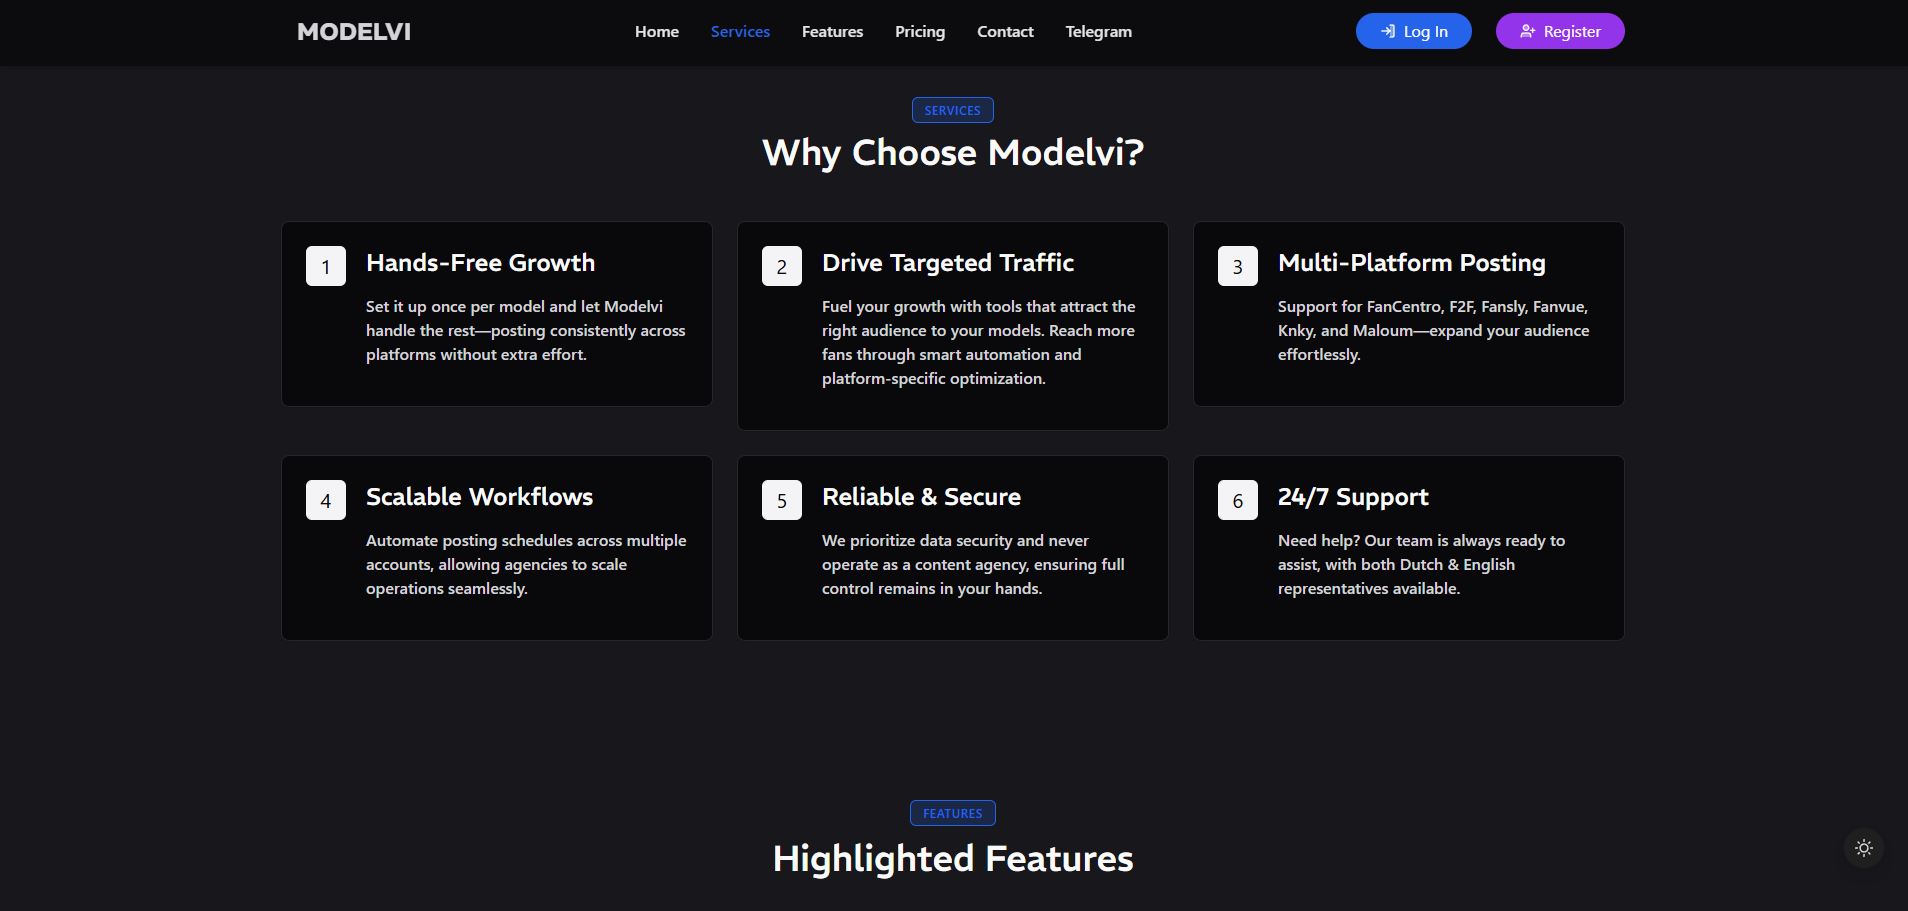 MODELVI
Home
Services
Features
Pricing
Contact
Telegram
Log In
Register
SERVICES
Why Choose Modelvi?
1
Hands-Free Growth
Set it up once per model and let Modelvi
handle the rest—posting consistently across
platforms without extra effort.
2
Drive Targeted Traffic
Fuel your growth with tools that attract the
right audience to your models. Reach more
fans through smart automation and
platform-specific optimization.
3
Multi-Platform Posting
Support for FanCentro, F2F, Fansly, Fanvue,
Knky, and Maloum—expand your audience
effortlessly.
4
Scalable Workflows
Automate posting schedules across multiple
accounts, allowing agencies to scale
operations seamlessly.
5
Reliable & Secure
We prioritize data security and never
operate as a content agency, ensuring full
control remains in your hands.
6
24/7 Support
Need help? Our team is always ready to
assist, with both Dutch & English
representatives available.
FEATURES
Highlighted Features